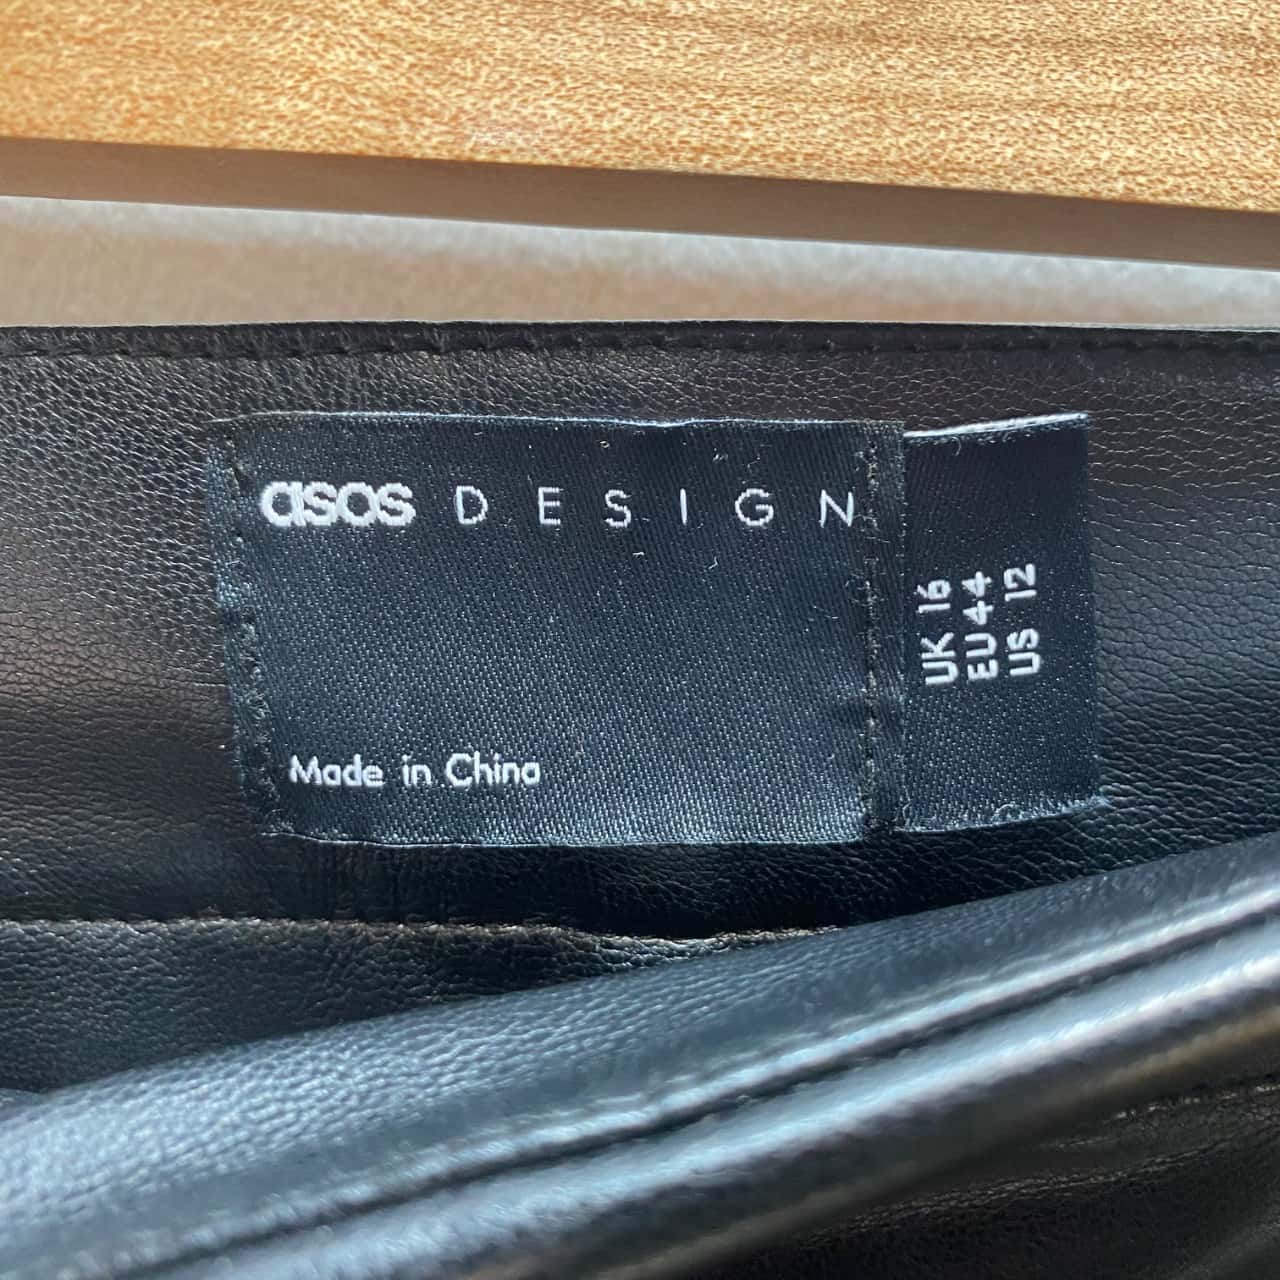 asos DESIGN
Made in China
UK 16
EU 44
US 12